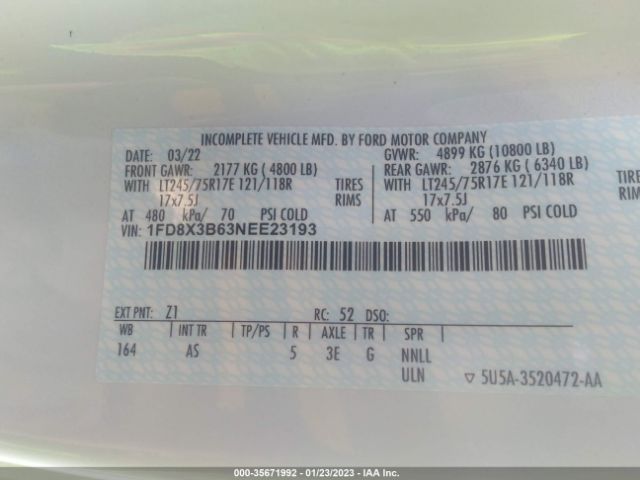 INCOMPLETE VEHICLE MFD. BY FORD MOTOR COMPANY
DATE: 03/22 GVWR: 4899 KG (10800 LB)
FRONT GAWR: 2177 KG (4800 LB) REAR GAWR: 2876 KG (6340 LB)
WITH LT245/75R17E 121/118R TIRES WITH LT245/75R17E 121/118R TIRES
17x7.5J RIMS 17x7.5J RIMS
AT 480 kPa/ 70 PSI COLD AT 550 kPa/ 80 PSI COLD
VIN: 1FD8X3B63NEE23193
EXT PNT: Z1 RC: 52 DSO:
WB INT TR TP/PS R AXLE TR SPR
164 AS 5 3E G NNLL
ULN ▽ 5U5A-3520472-AA
000-35671992 - 01/23/2023 - IAA Inc.